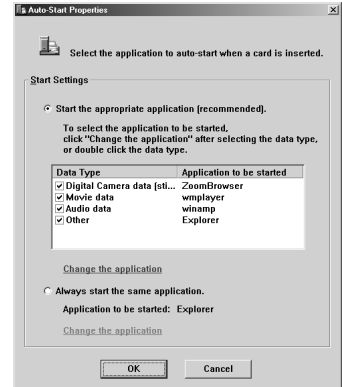 Auto-Start Properties
Select the application to auto-start when a card is inserted.
Start Settings
Start the appropriate application (recommended).
To select the application to be started,
click "Change the application" after selecting the data type,
or double click the data type.
Data Type Application to be started
Digital Camera data (sti... ZoomBrowser
Movie data wmplayer
Audio data winamp
Other Explorer
Change the application
Always start the same application.
Application to be started: Explorer
Change the application
OK Cancel